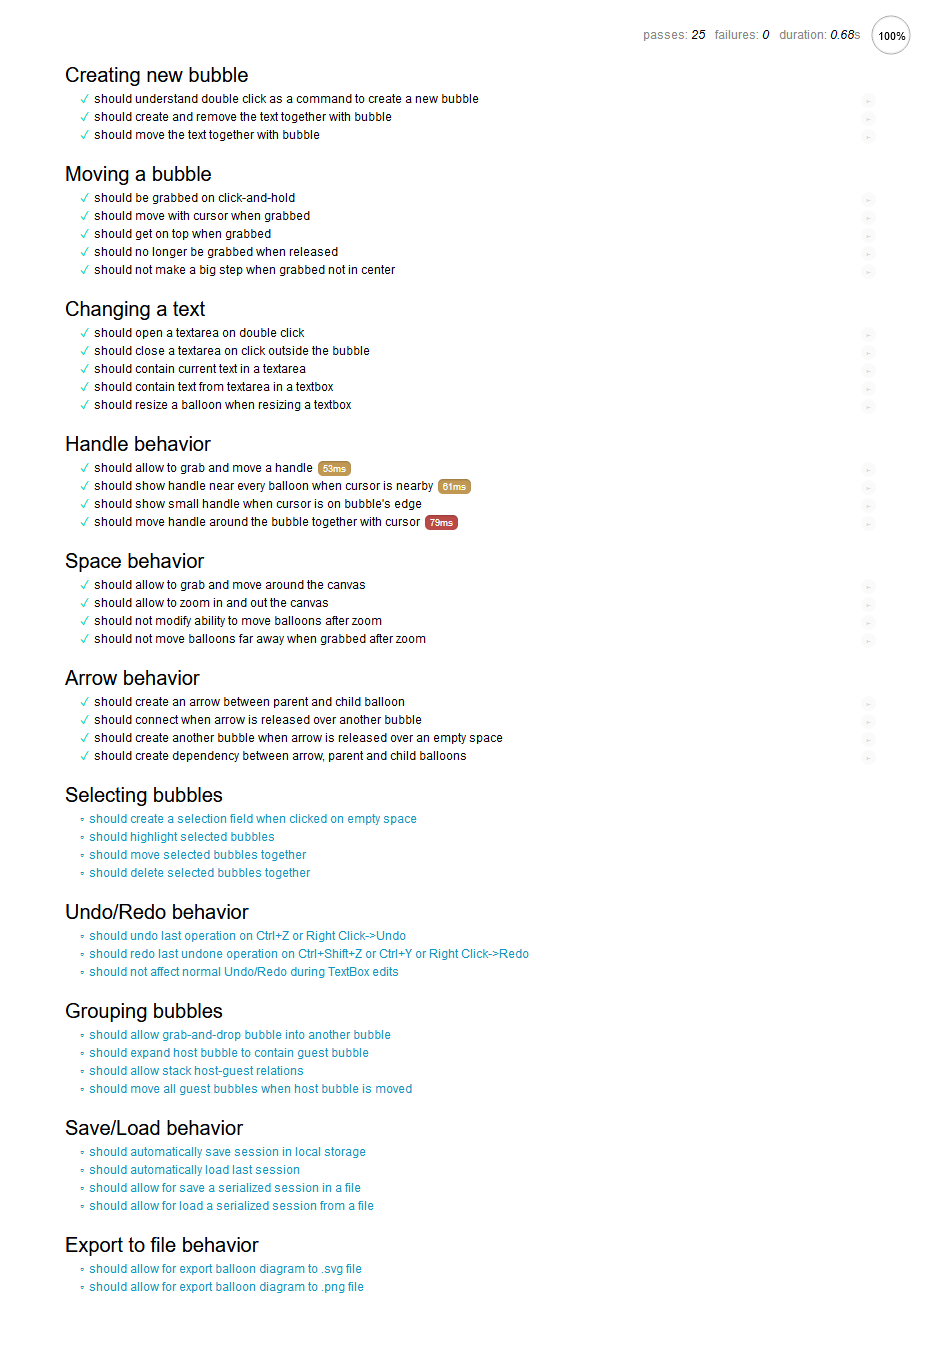 passes: 25 failures: 0 duration: 0.68s 100%
Creating new bubble
✓ should understand double click as a command to create a new bubble
✓ should create and remove the text together with bubble
✓ should move the text together with bubble
Moving a bubble
✓ should be grabbed on click-and-hold
✓ should move with cursor when grabbed
✓ should get on top when grabbed
✓ should no longer be grabbed when released
✓ should not make a big step when grabbed not in center
Changing a text
✓ should open a textarea on double click
✓ should close a textarea on click outside the bubble
✓ should contain current text in a textarea
✓ should contain text from textarea in a textbox
✓ should resize a balloon when resizing a textbox
Handle behavior
✓ should allow to grab and move a handle 53ms
✓ should show handle near every balloon when cursor is nearby 61ms
✓ should show small handle when cursor is on bubble's edge
✓ should move handle around the bubble together with cursor 79ms
Space behavior
✓ should allow to grab and move around the canvas
✓ should allow to zoom in and out the canvas
✓ should not modify ability to move balloons after zoom
✓ should not move balloons far away when grabbed after zoom
Arrow behavior
✓ should create an arrow between parent and child balloon
✓ should connect when arrow is released over another bubble
✓ should create another bubble when arrow is released over an empty space
✓ should create dependency between arrow, parent and child balloons
Selecting bubbles
should create a selection field when clicked on empty space
should highlight selected bubbles
should move selected bubbles together
should delete selected bubbles together
Undo/Redo behavior
should undo last operation on Ctrl+Z or Right Click->Undo
should redo last undone operation on Ctrl+Shift+Z or Ctrl+Y or Right Click->Redo
should not affect normal Undo/Redo during TextBox edits
Grouping bubbles
should allow grab-and-drop bubble into another bubble
should expand host bubble to contain guest bubble
should allow stack host-guest relations
should move all guest bubbles when host bubble is moved
Save/Load behavior
should automatically save session in local storage
should automatically load last session
should allow for save a serialized session in a file
should allow for load a serialized session from a file
Export to file behavior
should allow for export balloon diagram to .svg file
should allow for export balloon diagram to .png file